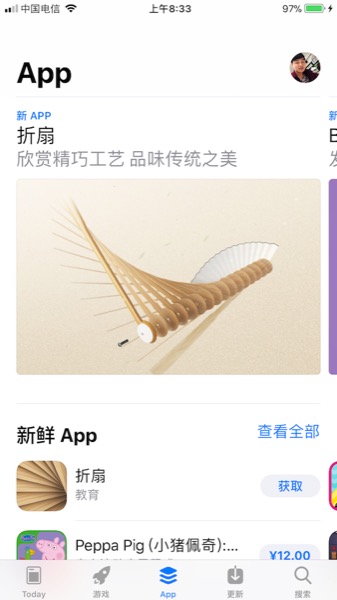 中国电信
上午8:33
97%
App
新 APP
折扇
欣赏精巧工艺 品味传统之美
新鲜 App
查看全部
折扇
教育
获取
Peppa Pig (小猪佩奇):...
¥12.00
Today
游戏
App
更新
搜索